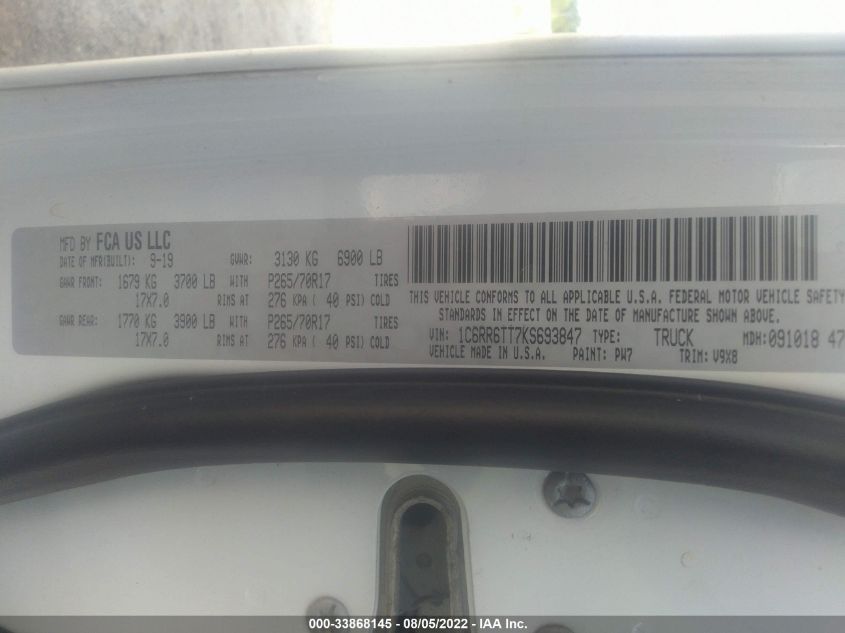 MFD BY FCA US LLC
DATE OF MFR(BUILT): 9-19 GVWR: 3130 KG 6900 LB
GAWR FRONT: 1679 KG 3700 LB WITH P265/70R17 TIRES
17X7.0 RIMS AT 276 KPA ( 40 PSI) COLD
GAWR REAR: 1770 KG 3900 LB WITH P265/70R17 TIRES
17X7.0 RIMS AT 276 KPA ( 40 PSI) COLD
THIS VEHICLE CONFORMS TO ALL APPLICABLE U.S.A. FEDERAL MOTOR VEHICLE SAFETY
STANDARDS IN EFFECT ON THE DATE OF MANUFACTURE SHOWN ABOVE.
VIN: 1C6RR6TT7KS693847 TYPE: TRUCK MDH: 091018 47
VEHICLE MADE IN U.S.A. PAINT: PW7 TRIM: V9X8
000-33868145 - 08/05/2022 - IAA Inc.